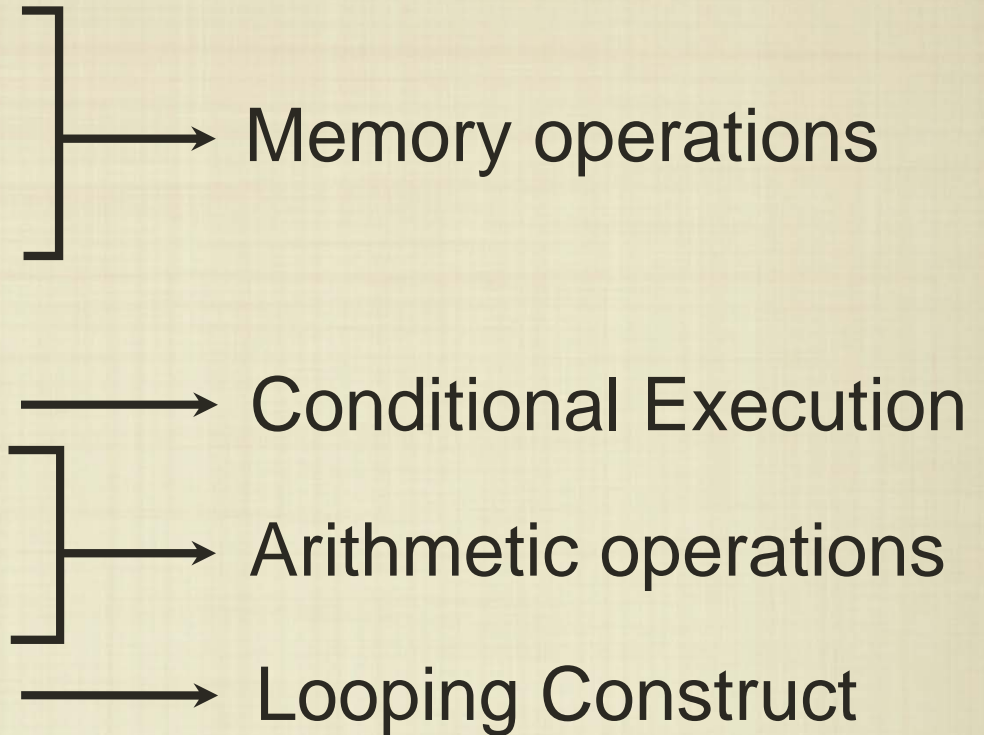 Memory operations
Conditional Execution
Arithmetic operations
Looping Construct